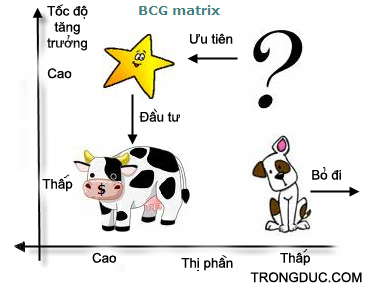 BCG matrix
Tốc độ
tăng
trưởng
Cao
Ưu tiên
?
Đầu tư
Thấp
$
Bỏ đi
Cao
Thị phần
Thấp
TRONGDUC.COM